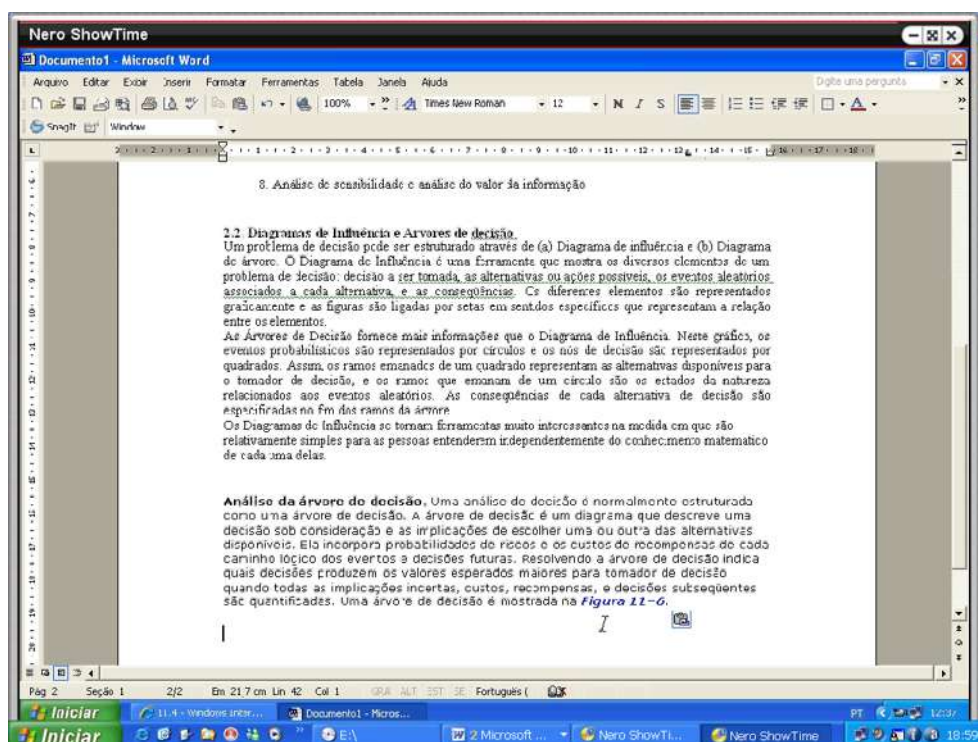 Nero ShowTime
Documento1 - Microsoft Word
Arquivo Editar Exibir Inserir Formatar Ferramentas Tabela Janela Ajuda
Digite uma pergunta
100% Times New Roman 12 N I S
SnagIt Window
8. Análise de sensibilidade e análise do valor da informação
2.2. Diagramas de Influência e Arvores de decisão.
Um problema de decisão pode ser estruturado através de (a) Diagrama de influência e (b) Diagrama
de árvore. O Diagrama de Influência é uma ferramenta que mostra os diversos elementos de um
problema de decisão: decisão a ser tomada, as alternativas ou ações possíveis, os eventos aleatórios
associados a cada alternativa, e as conseqüências. Os diferentes elementos são representados
graficamente e as figuras são ligadas por setas em sentidos específicos que representam a relação
entre os elementos.
As Árvores de Decisão fornece mais informações que o Diagrama de Influência. Neste gráfico, os
eventos probabilísticos são representados por círculos e os nós de decisão são representados por
quadrados. Assim, os ramos emanados de um quadrado representam as alternativas disponíveis para
o tomador de decisão, e os ramos que emanam de um círculo são os estados da natureza
relacionados aos eventos aleatórios. As conseqüências de cada alternativa de decisão são
especificadas no fim dos ramos da árvore
Os Diagramas de Influência se tornam ferramentas muito interessantes na medida em que são
relativamente simples para as pessoas entenderem independentemente do conhecimento matematico
de cada uma delas.
Análise da árvore de decisão. Uma análise de decisão é normalmente estruturada
como uma árvore de decisão. A árvore de decisão é um diagrama que descreve uma
decisão sob consideração e as implicações de escolher uma ou outra das alternativas
disponíveis. Ela incorpora probabilidades de riscos e os custos de recompensas de cada
caminho lógico dos eventos e decisões futuras. Resolvendo a árvore de decisão indica
quais decisões produzem os valores esperados maiores para tomador de decisão
quando todas as implicações incertas, custos, recompensas, e decisões subseqüentes
são quantificadas. Uma árvore de decisão é mostrada na Figura 11-6.
Pág 2 Seção 1 2/2 Em 21,7 cm Lin 42 Col 1 GRA ALT EST SE Português (
Iniciar 11.4 - Windows Inter... Documento1 - Micros... PT 12:37
Iniciar E:\ 2 Microsoft ... Nero ShowTi... Nero ShowTime 18:59